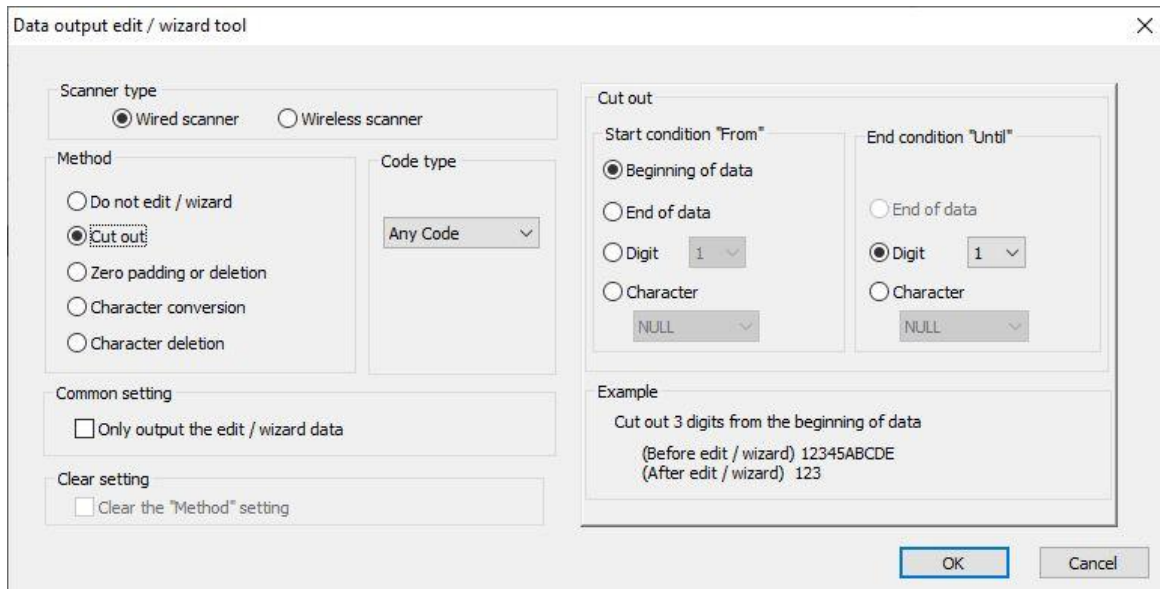 Data output edit / wizard tool
Scanner type
Wired scanner
Wireless scanner
Method
Do not edit / wizard
Cut out
Zero padding or deletion
Character conversion
Character deletion
Code type
Any Code
Common setting
Only output the edit / wizard data
Clear setting
Clear the "Method" setting
Cut out
Start condition "From"
Beginning of data
End of data
Digit 1
Character
NULL
End condition "Until"
End of data
Digit 1
Character
NULL
Example
Cut out 3 digits from the beginning of data
(Before edit / wizard) 12345ABCDE
(After edit / wizard) 123
OK
Cancel